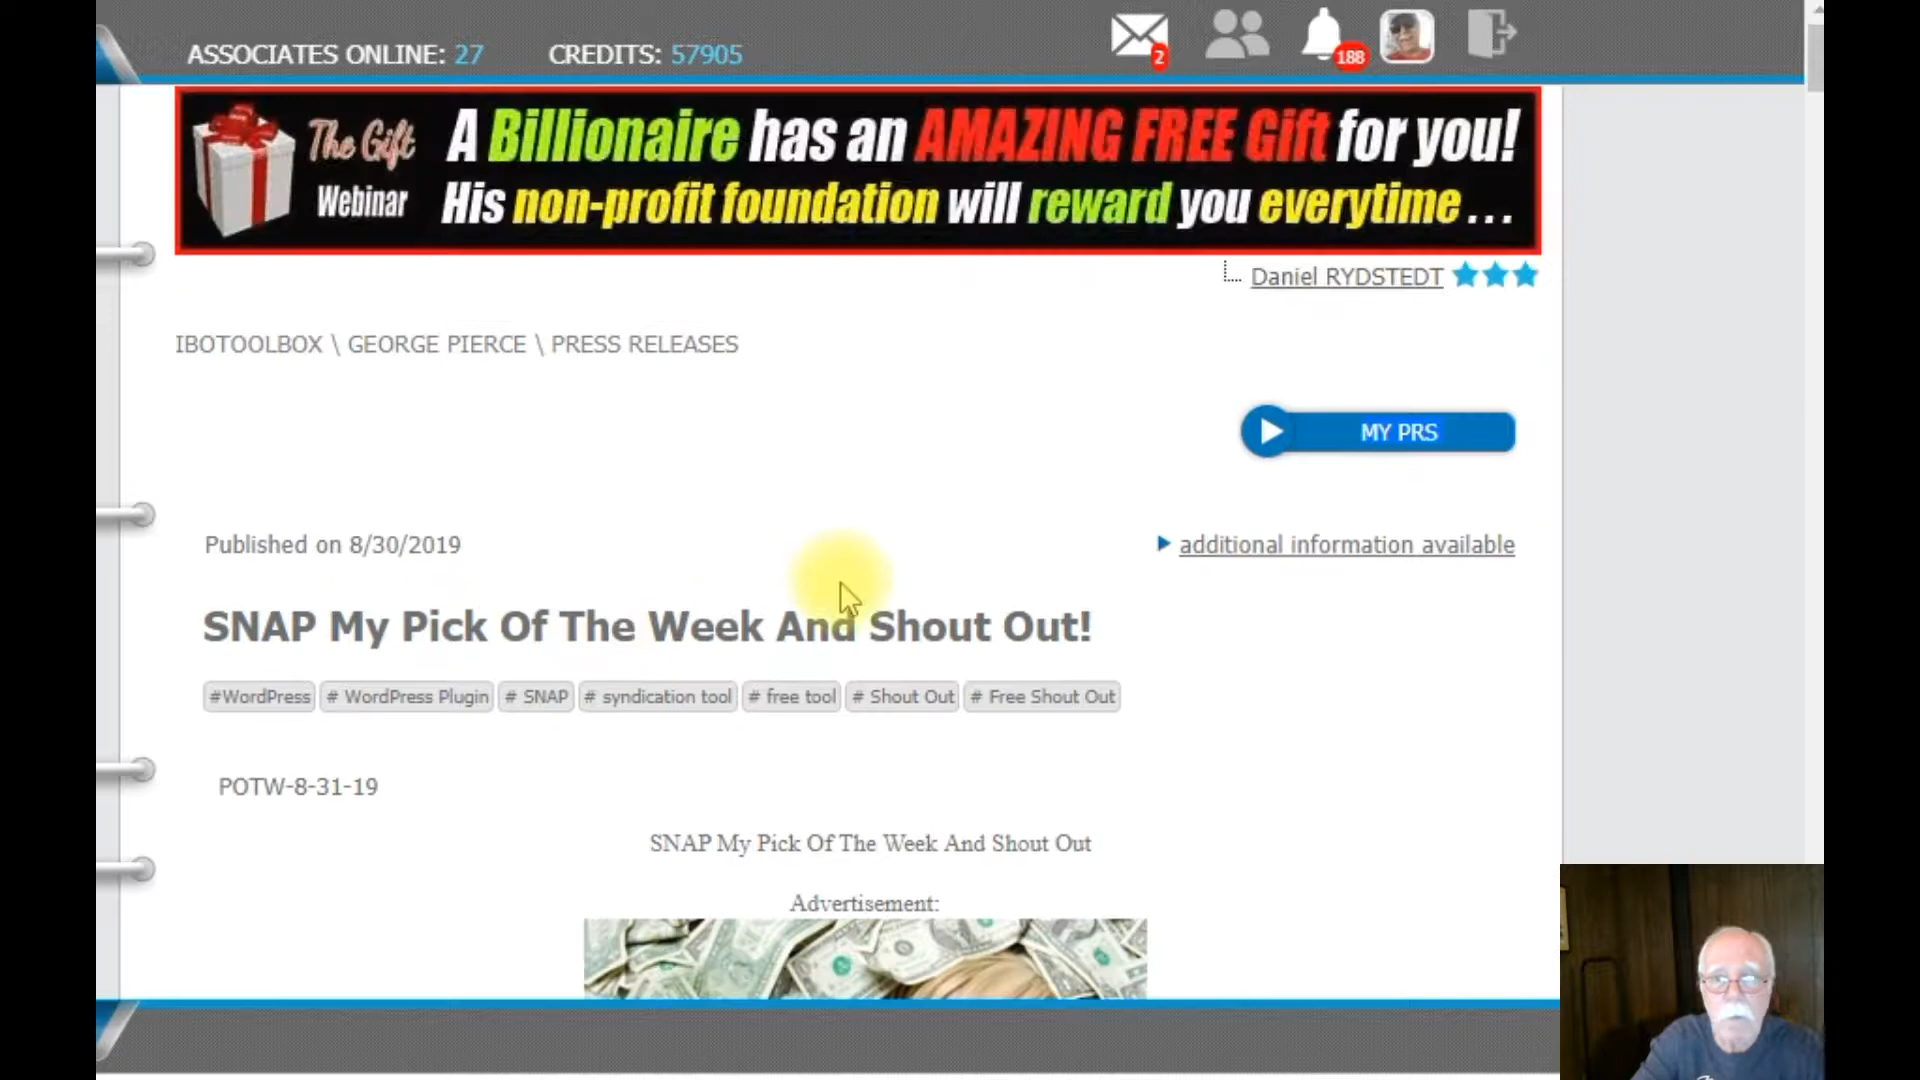 ASSOCIATES ONLINE: 27 CREDITS: 57905
2
188
The Gift
Webinar
A Billionaire has an AMAZING FREE Gift for you!
His non-profit foundation will reward you everytime...
Daniel RYDSTEDT
IBOTOOLBOX \ GEORGE PIERCE \ PRESS RELEASES
MY PRS
Published on 8/30/2019
additional information available
SNAP My Pick Of The Week And Shout Out!
#WordPress # WordPress Plugin # SNAP # syndication tool # free tool # Shout Out # Free Shout Out
POTW-8-31-19
SNAP My Pick Of The Week And Shout Out
Advertisement: